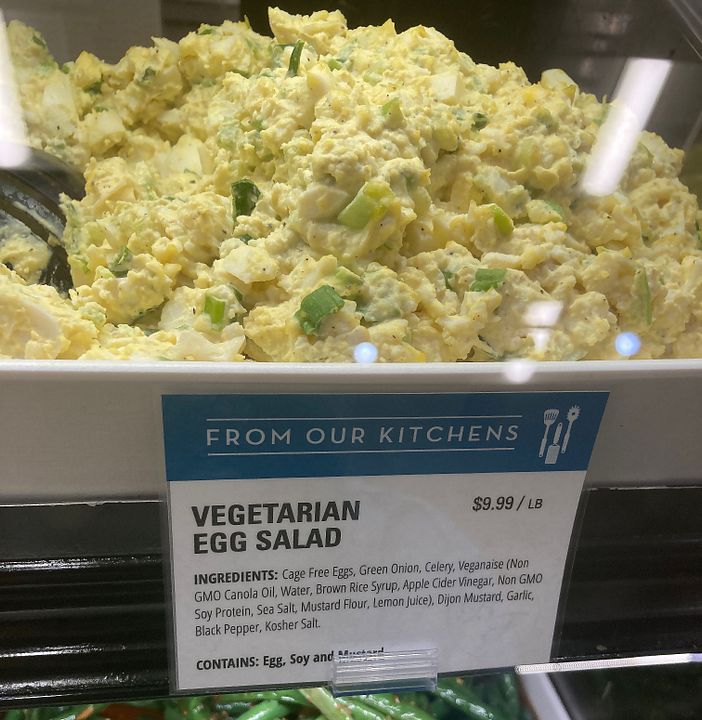 FROM OUR KITCHENS
VEGETARIAN
EGG SALAD
$9.99 / LB
INGREDIENTS: Cage Free Eggs, Green Onion, Celery, Veganaise (Non
GMO Canola Oil, Water, Brown Rice Syrup, Apple Cider Vinegar, Non GMO
Soy Protein, Sea Salt, Mustard Flour, Lemon Juice), Dijon Mustard, Garlic,
Black Pepper, Kosher Salt.
CONTAINS: Egg, Soy and Mustard